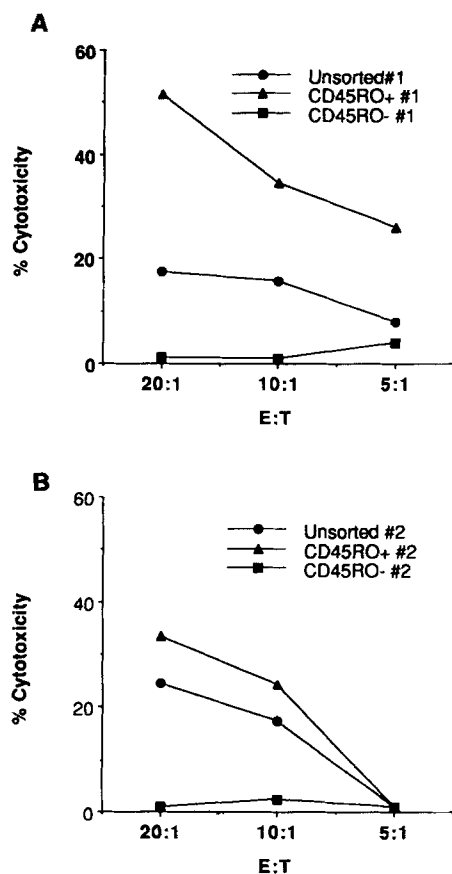 A
60
40
20
0
% Cytotoxicity
Unsorted#1
CD45RO+ #1
CD45RO- #1
20:1 10:1 5:1
E:T
B
60
40
20
0
% Cytotoxicity
Unsorted #2
CD45RO+ #2
CD45RO- #2
20:1 10:1 5:1
E:T